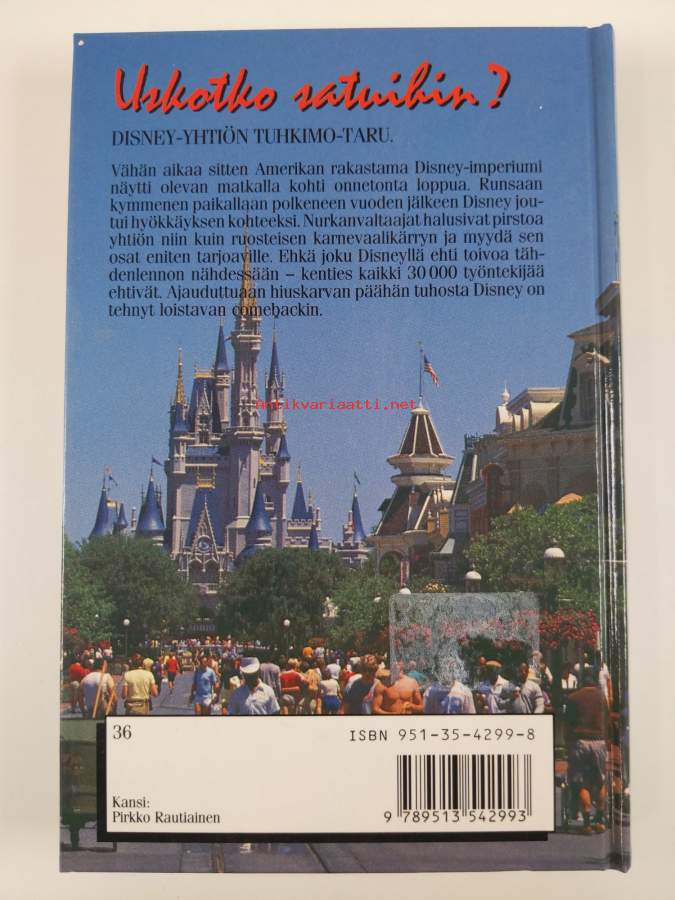 Uskotko satuihin?
DISNEY-YHTIÖN TUHKIMO-TARU.
Vähän aikaa sitten Amerikan rakastama Disney-imperiumi
näytti olevan matkalla kohti onnetonta loppua. Runsaan
kymmenen paikallaan polkeneen vuoden jälkeen Disney jou-
tui hyökkäyksen kohteeksi. Nurkanvaltaajat halusivat pirstoa
yhtiön niin kuin ruosteisen karnevaalikärryn ja myydä sen
osat eniten tarjoaville. Ehkä joku Disneyllä ehti toivoa täh-
denlennon nähdessään – kenties kaikki 30 000 työntekijää
ehtivät. Ajauduttuaan hiuskarvan päähän tuhosta Disney on
tehnyt loistavan comebackin.
Antikvariaatti.net
36
ISBN 951-35-4299-8
Kansi:
Pirkko Rautiainen
9 789513 542993